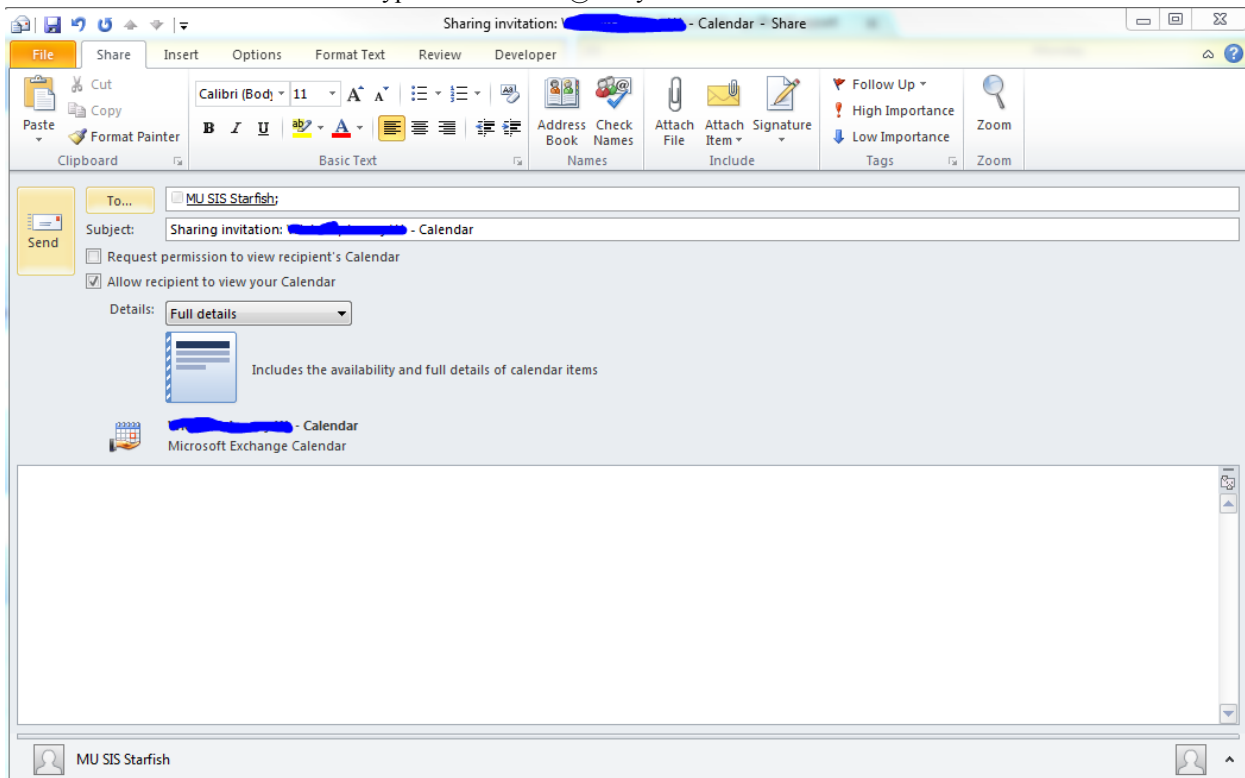 Sharing invitation: - Calendar - Share
File Share Insert Options Format Text Review Developer
Cut
Copy
Paste
Format Painter
Clipboard
Calibri (Body 11
B I U
Basic Text
Address Book
Check Names
Names
Attach File
Attach Item
Signature
Include
Follow Up
High Importance
Low Importance
Tags
Zoom
Zoom
To... MU SIS Starfish;
Send
Subject: Sharing invitation: - Calendar
Request permission to view recipient's Calendar
Allow recipient to view your Calendar
Details: Full details
Includes the availability and full details of calendar items
- Calendar
Microsoft Exchange Calendar
MU SIS Starfish